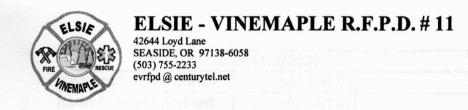 ELSIE
FIRE
RESCUE
VINEMAPLE
ELSIE - VINEMAPLE R.F.P.D. # 11
42644 Loyd Lane
SEASIDE, OR 97138-6058
(503) 755-2233
evrfpd @ centurytel.net